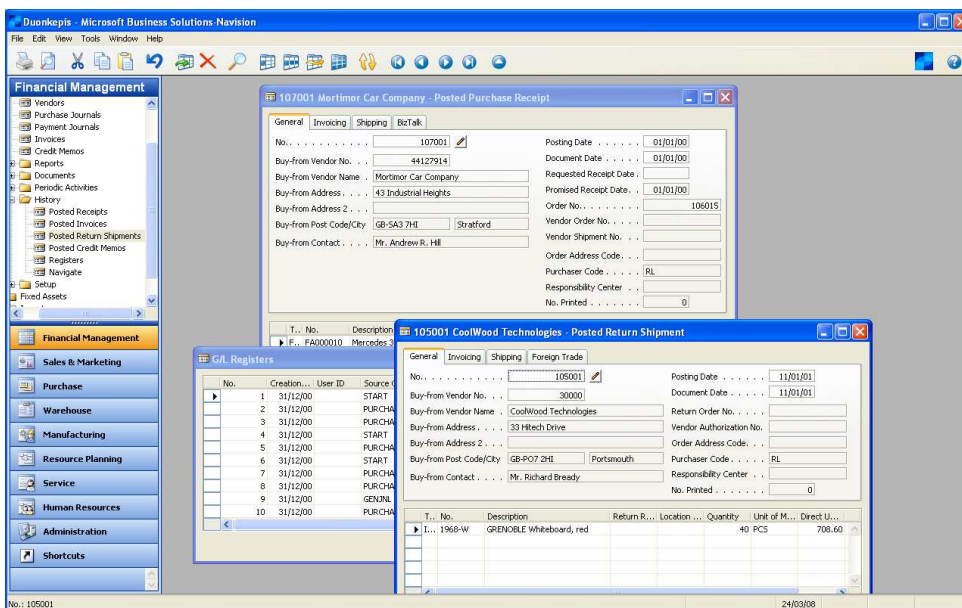 Duonkepis - Microsoft Business Solutions-Navision
File Edit View Tools Window Help
Financial Management
Vendors
Purchase Journals
Payment Journals
Invoices
Credit Memos
Reports
Documents
Periodic Activities
History
Posted Receipts
Posted Invoices
Posted Return Shipments
Posted Credit Memos
Registers
Navigate
Setup
Fixed Assets
Financial Management
Sales & Marketing
Purchase
Warehouse
Manufacturing
Resource Planning
Service
Human Resources
Administration
Shortcuts
107001 Mortimor Car Company - Posted Purchase Receipt
General Invoicing Shipping BizTalk
No. . . . . . . . . . . . 107001
Buy-from Vendor No. . . . 44127914
Buy-from Vendor Name . Mortimor Car Company
Buy-from Address . . . . 43 Industrial Heights
Buy-from Address 2 . . .
Buy-from Post Code/City GB-SA3 7HI Stratford
Buy-from Contact . . . . Mr. Andrew R. Hill
Posting Date . . . . . . 01/01/00
Document Date . . . . . 01/01/00
Requested Receipt Date .
Promised Receipt Date . . 01/01/00
Order No. . . . . . . . . 106015
Vendor Order No. . . . .
Vendor Shipment No. . .
Order Address Code. . .
Purchaser Code . . . . . RL
Responsibility Center . .
No. Printed . . . . . . . 0
T.. No. Description
F.. FA000010 Mercedes 3
G/L Registers
No. Creation... User ID Source C
1 31/12/00 START
2 31/12/00 PURCHA
3 31/12/00 PURCHA
4 31/12/00 START
5 31/12/00 PURCHA
6 31/12/00 START
7 31/12/00 PURCHA
8 31/12/00 PURCHA
9 31/12/00 GENJNL
10 31/12/00 PURCHA
105001 CoolWood Technologies - Posted Return Shipment
General Invoicing Shipping Foreign Trade
No. . . . . . . . . . . . 105001
Buy-from Vendor No. . . . 30000
Buy-from Vendor Name . CoolWood Technologies
Buy-from Address . . . . 33 Hitech Drive
Buy-from Address 2 . . .
Buy-from Post Code/City GB-PO7 2HI Portsmouth
Buy-from Contact . . . . Mr. Richard Bready
Posting Date . . . . . . 11/01/01
Document Date . . . . . 11/01/01
Return Order No. . . . .
Vendor Authorization No.
Order Address Code. . .
Purchaser Code . . . . . RL
Responsibility Center . .
No. Printed . . . . . . . 0
T.. No. Description Return R... Location ... Quantity Unit of M... Direct U...
I... 1968-W GRENOBLE Whiteboard, red 40 PCS 708.60
No.: 105001 24/03/08